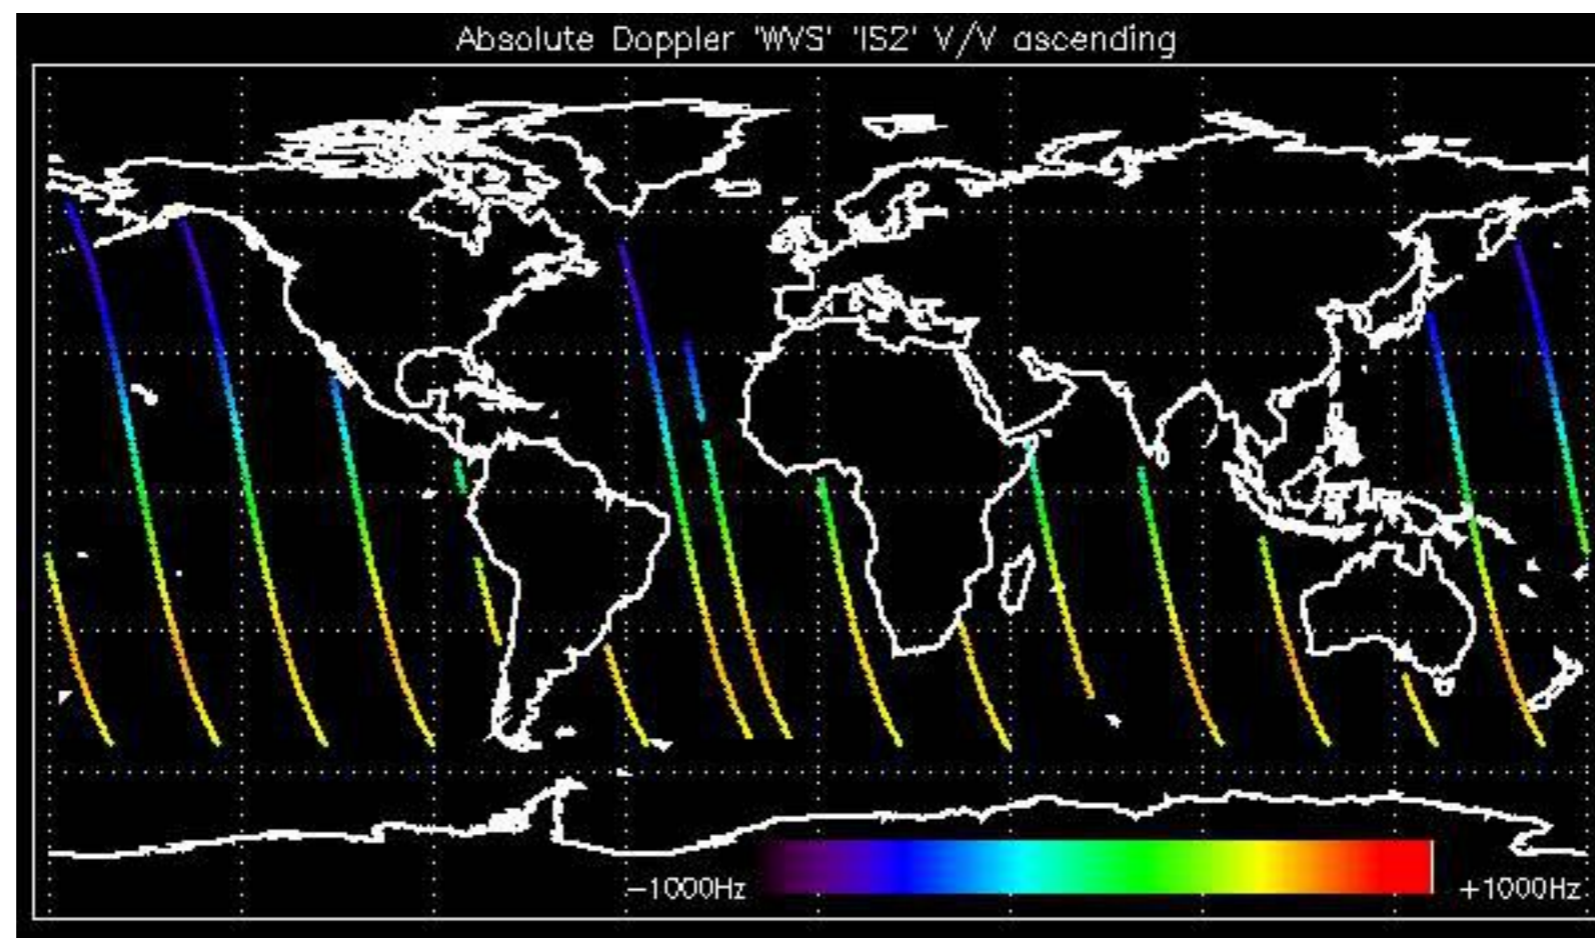 Absolute Doppler 'WVS' 'IS2' V/V ascending
−1000Hz +1000Hz